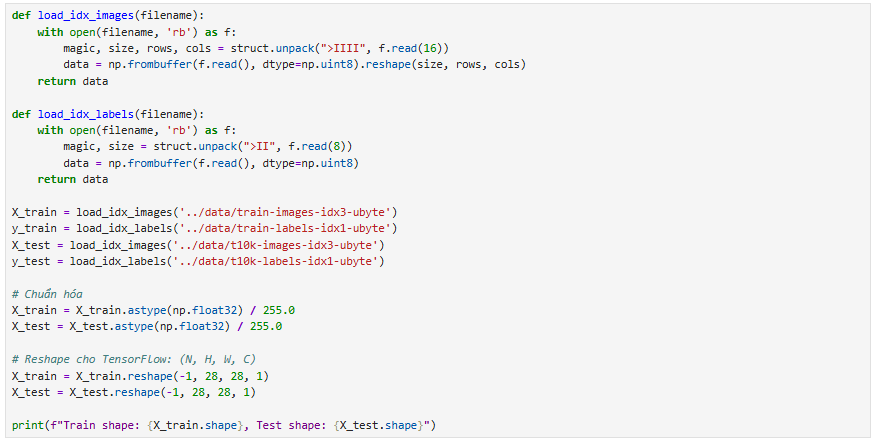 def load_idx_images(filename):
    with open(filename, 'rb') as f:
        magic, size, rows, cols = struct.unpack(">IIII", f.read(16))
        data = np.frombuffer(f.read(), dtype=np.uint8).reshape(size, rows, cols)
    return data

def load_idx_labels(filename):
    with open(filename, 'rb') as f:
        magic, size = struct.unpack(">II", f.read(8))
        data = np.frombuffer(f.read(), dtype=np.uint8)
    return data

X_train = load_idx_images('../data/train-images-idx3-ubyte')
y_train = load_idx_labels('../data/train-labels-idx1-ubyte')
X_test = load_idx_images('../data/t10k-images-idx3-ubyte')
y_test = load_idx_labels('../data/t10k-labels-idx1-ubyte')

# Chuẩn hóa
X_train = X_train.astype(np.float32) / 255.0
X_test = X_test.astype(np.float32) / 255.0

# Reshape cho TensorFlow: (N, H, W, C)
X_train = X_train.reshape(-1, 28, 28, 1)
X_test = X_test.reshape(-1, 28, 28, 1)

print(f"Train shape: {X_train.shape}, Test shape: {X_test.shape}")